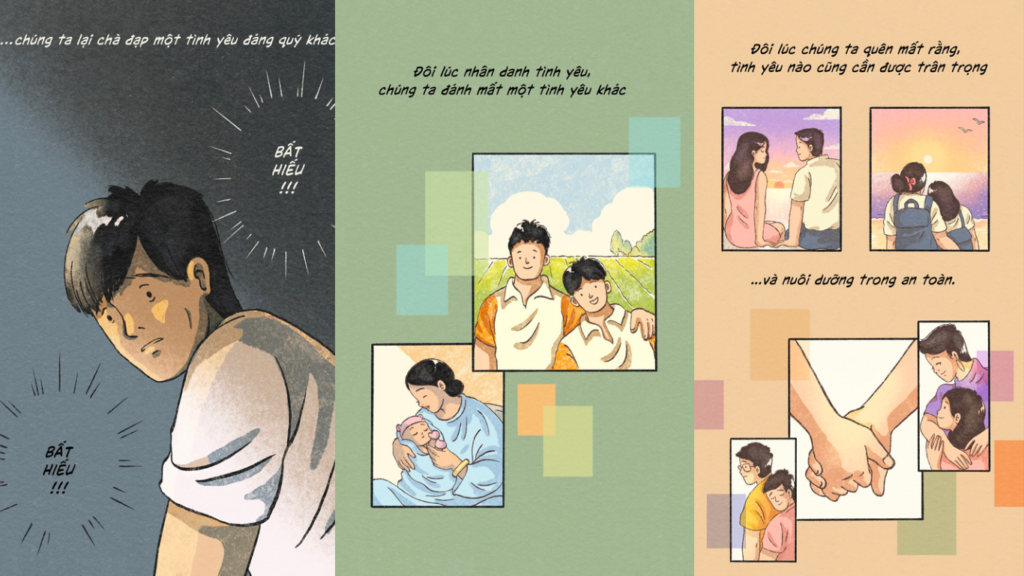 ...chúng ta lại chà đạp một tình yêu đáng quý khác
BẤT
HIẾU
!!!
BẤT
HIẾU
!!!
Đôi lúc nhân danh tình yêu,
chúng ta đánh mất một tình yêu khác
Đôi lúc chúng ta quên mất rằng,
tình yêu nào cũng cần được trân trọng
...và nuôi dưỡng trong an toàn.